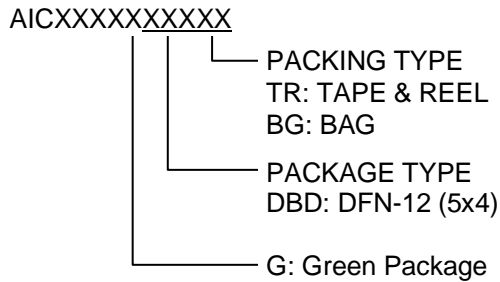 AICXXXXXXXXXXX
PACKING TYPE
TR: TAPE & REEL
BG: BAG
PACKAGE TYPE
DBD: DFN-12 (5x4)
G: Green Package